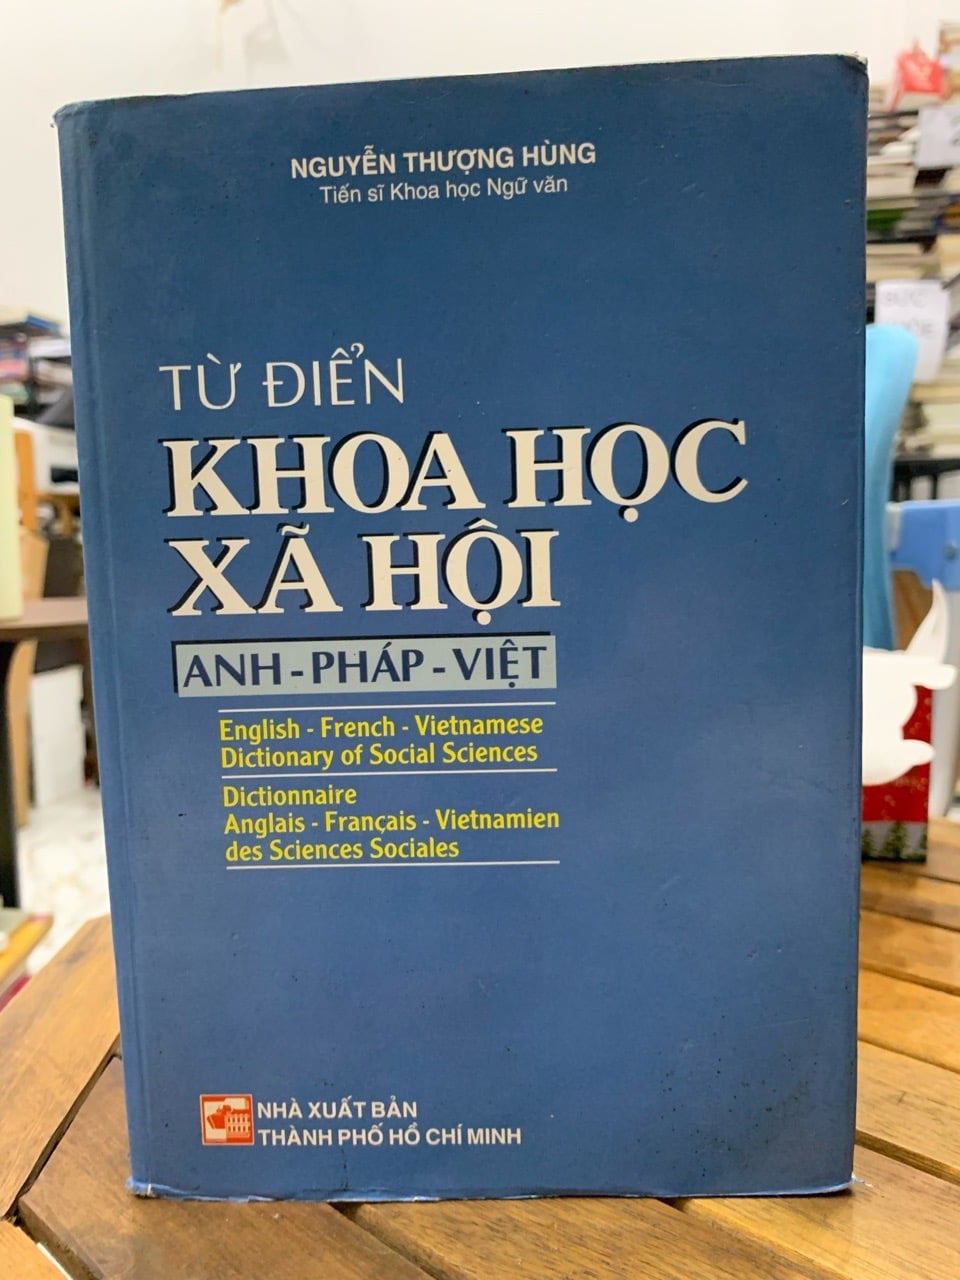 NGUYỄN THƯỢNG HÙNG
Tiến sĩ Khoa học Ngữ văn
TỪ ĐIỂN
KHOA HỌC
XÃ HỘI
ANH - PHÁP - VIỆT
English - French - Vietnamese
Dictionary of Social Sciences
Dictionnaire
Anglais - Français - Vietnamien
des Sciences Sociales
NHÀ XUẤT BẢN
THÀNH PHỐ HỒ CHÍ MINH